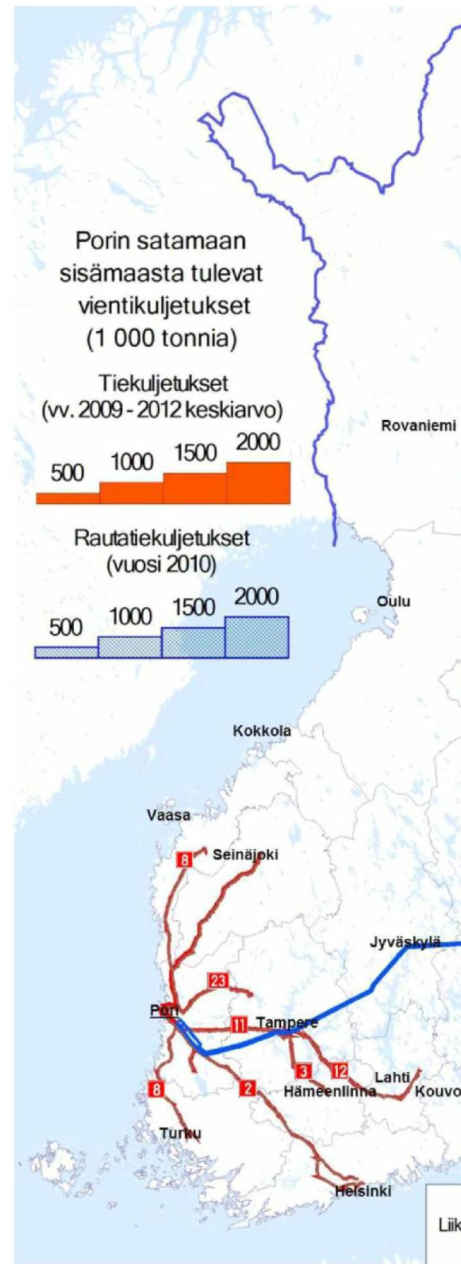 Porin satamaan
sisämaasta tulevat
vientikuljetukset
(1 000 tonnia)
Tiekuljetukset
(vv. 2009 - 2012 keskiarvo)
500 1000 1500 2000
Rovaniemi
Rautatiekuljetukset
(vuosi 2010)
500 1000 1500 2000
Oulu
Kokkola
Vaasa
8 Seinäjoki
Jyväskylä
23
Pori
11 Tampere
8 2 3 12 Lahti
Hämeenlinna Kouvo
Turku
Helsinki
Liik